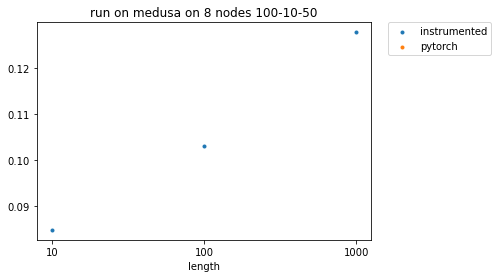 run on medusa on 8 nodes 100-10-50
instrumented
pytorch
0.12
0.11
0.10
0.09
10 100 1000
length